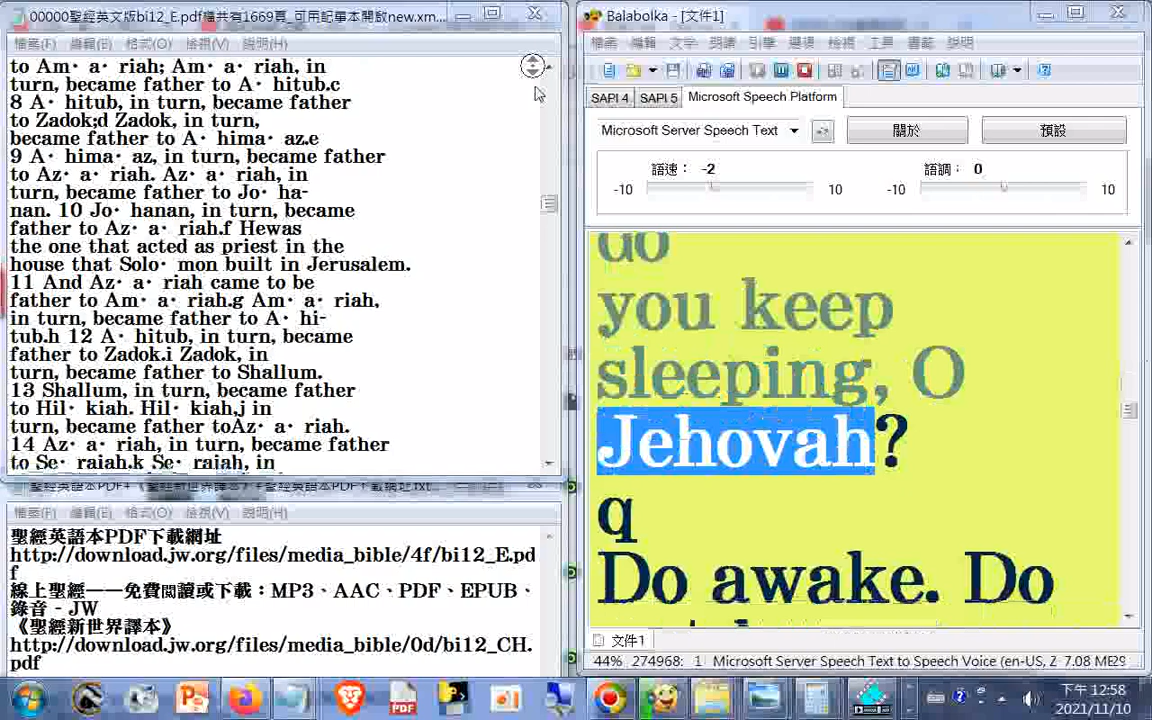 00000聖經英文版bi12_E.pdf檔共有1669頁_可用記事本開啟new.xm...
檔案(F) 編輯(E) 格式(O) 檢視(V) 說明(H)
to Am· a· riah; Am· a· riah, in
turn, became father to A· hitub.c
8 A· hitub, in turn, became father
to Zadok;d Zadok, in turn,
became father to A· hima· az.e
9 A· hima· az, in turn, became father
to Az· a· riah. Az· a· riah, in
turn, became father to Jo· ha-
nan. 10 Jo· hanan, in turn, became
father to Az· a· riah.f Hewas
the one that acted as priest in the
house that Solo· mon built in Jerusalem.
11 And Az· a· riah came to be
father to Am· a· riah.g Am· a· riah,
in turn, became father to A· hi-
tub.h 12 A· hitub, in turn, became
father to Zadok.i Zadok, in
turn, became father to Shallum.
13 Shallum, in turn, became father
to Hil· kiah. Hil· kiah,j in
turn, became father toAz· a· riah.
14 Az· a· riah, in turn, became father
to Se· raiah.k Se· raiah, in
檔案(F) 編輯(E) 格式(O) 檢視(V) 說明(H)
聖經英語本PDF下載網址
http://download.jw.org/files/media_bible/4f/bi12_E.pd
f
線上聖經——免費閱讀或下載：MP3、AAC、PDF、EPUB、
錄音 - JW
《聖經新世界譯本》
http://download.jw.org/files/media_bible/0d/bi12_CH.
pdf
Balabolka - [文件1]
檔案 編輯 文字 朗讀 引擎 選項 檢視 工具 書籤 說明
SAPI 4 SAPI 5 Microsoft Speech Platform
Microsoft Server Speech Text 關於 預設
語速： -2 語調： 0
-10 10 -10 10
do
you keep
sleeping, O
Jehovah?
q
Do awake. Do
文件1
44% 274968: 1 Microsoft Server Speech Text to Speech Voice (en-US, Z 7.08 ME
下午 12:58
2021/11/10